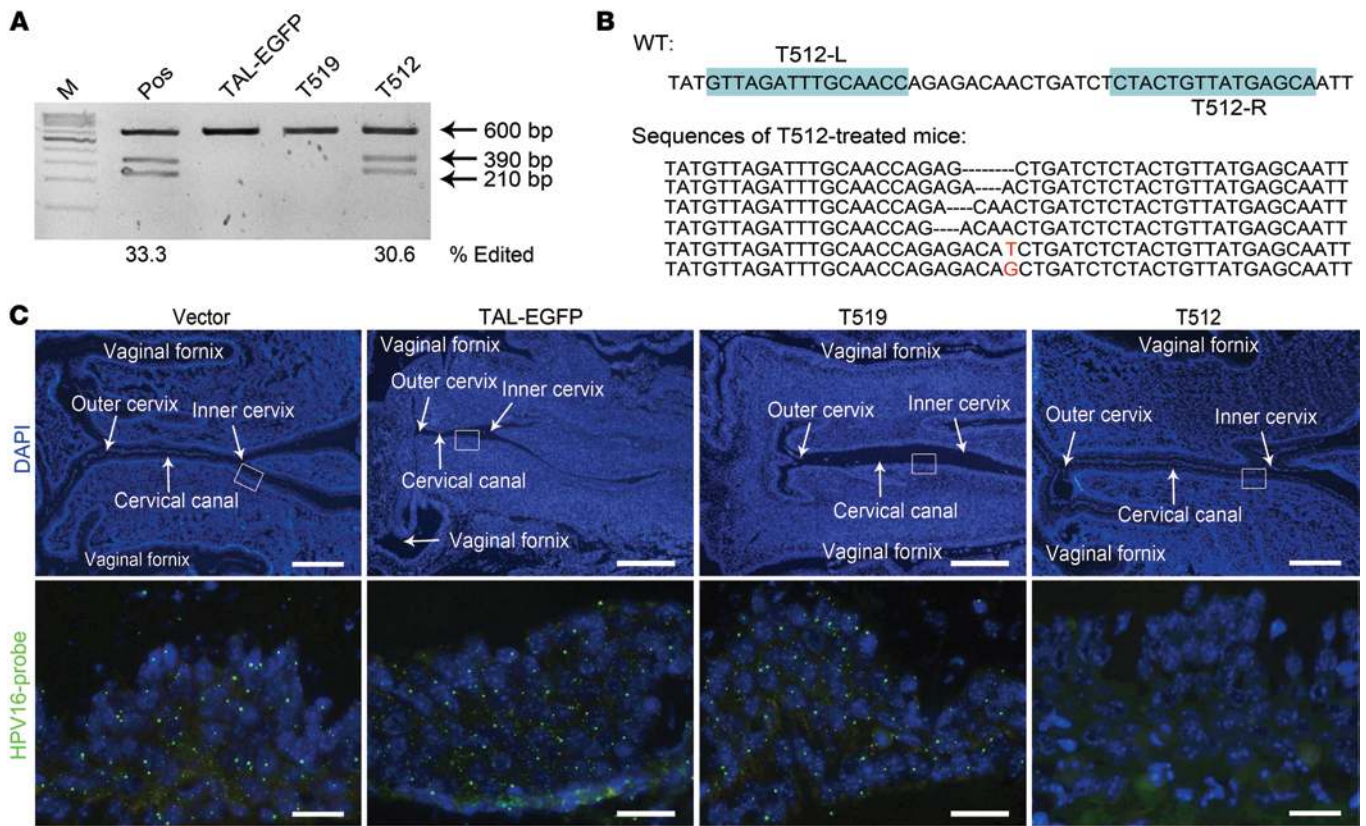 A
M Pos TAL-EGFP T519 T512
600 bp
390 bp
210 bp
33.3 30.6 % Edited
B
WT:
T512-L
TATGTTAGATTTGCAACCAGAGACAACTGATCTCTACTGTTATGAGCAATT
T512-R
Sequences of T512-treated mice:
TATGTTAGATTTGCAACCAGAG--------CTGATCTCTACTGTTATGAGCAATT
TATGTTAGATTTGCAACCAGAGA----ACTGATCTCTACTGTTATGAGCAATT
TATGTTAGATTTGCAACCAGA----CAACTGATCTCTACTGTTATGAGCAATT
TATGTTAGATTTGCAACCAG----ACAACTGATCTCTACTGTTATGAGCAATT
TATGTTAGATTTGCAACCAGAGACATCTGATCTCTACTGTTATGAGCAATT
TATGTTAGATTTGCAACCAGAGACAGCTGATCTCTACTGTTATGAGCAATT
C
Vector TAL-EGFP T519 T512
DAPI
Vaginal fornix
Outer cervix
Inner cervix
Cervical canal
Vaginal fornix
Vaginal fornix
Outer cervix
Inner cervix
Cervical canal
Vaginal fornix
Vaginal fornix
Outer cervix
Inner cervix
Cervical canal
Vaginal fornix
Vaginal fornix
Outer cervix
Inner cervix
Cervical canal
Vaginal fornix
HPV16-probe